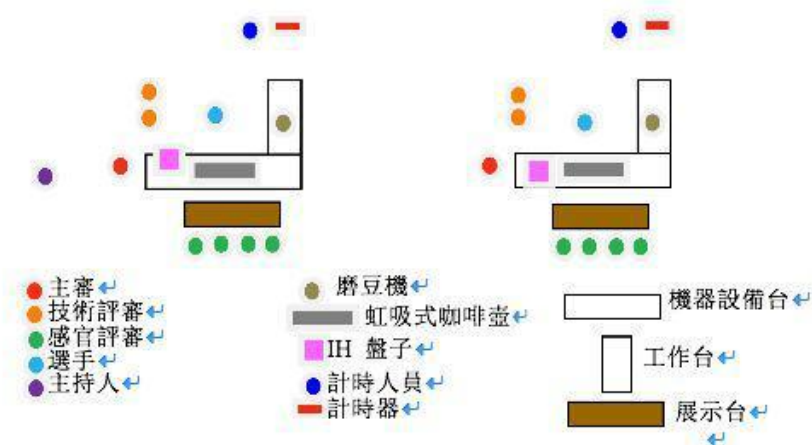 主審
技術評審
感官評審
選手
主持人
磨豆機
虹吸式咖啡壺
IH 盤子
計時人員
計時器
機器設備台
工作台
展示台